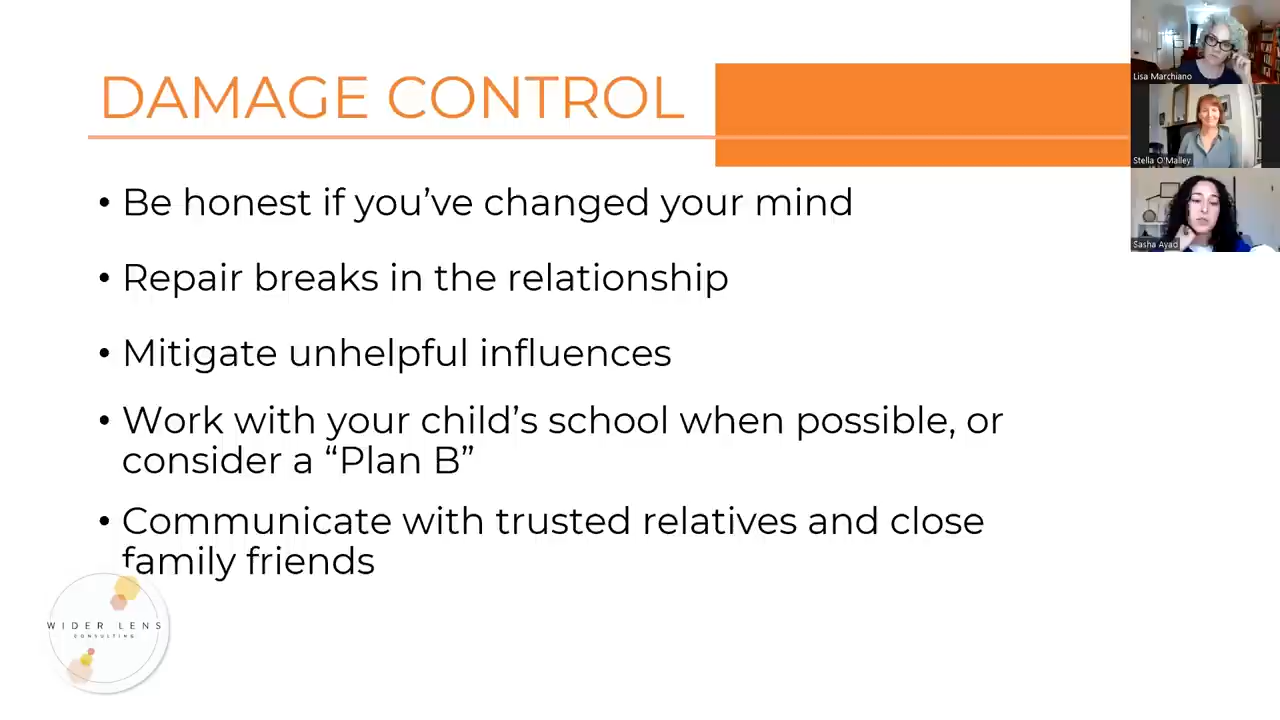 DAMAGE CONTROL
• Be honest if you’ve changed your mind
• Repair breaks in the relationship
• Mitigate unhelpful influences
• Work with your child’s school when possible, or
consider a “Plan B”
• Communicate with trusted relatives and close
family friends
WIDER LENS
CONSULTING
Lisa Marchiano
Stella O'Malley
Sasha Ayad